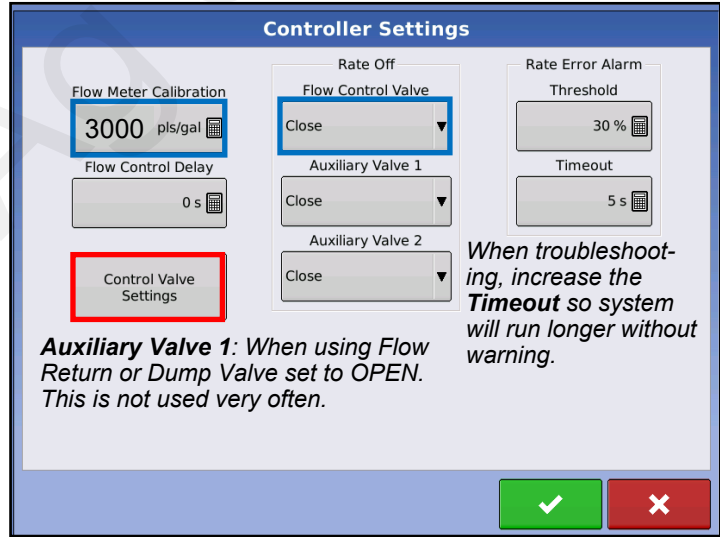 Controller Settings
Flow Meter Calibration
3000 pls/gal
Flow Control Delay
0 s
Control Valve
Settings
Rate Off
Flow Control Valve
Close
Auxiliary Valve 1
Close
Auxiliary Valve 2
Close
Rate Error Alarm
Threshold
30 %
Timeout
5 s
When troubleshoot-
ing, increase the
Timeout so system
will run longer without
warning.
Auxiliary Valve 1: When using Flow
Return or Dump Valve set to OPEN.
This is not used very often.
Ag